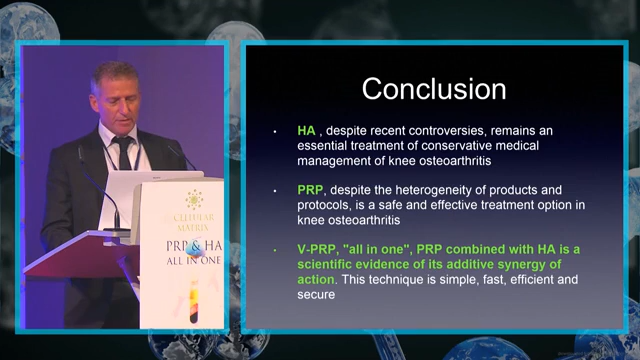 Conclusion
• HA , despite recent controversies, remains an
essential treatment of conservative medical
management of knee osteoarthritis
• PRP, despite the heterogeneity of products and
protocols, is a safe and effective treatment option in
knee osteoarthritis
• V-PRP, "all in one", PRP combined with HA is a
scientific evidence of its additive synergy of
action. This technique is simple, fast, efficient and
secure
CELLULAR
MATRIX
PRP & HA
ALL IN ONE